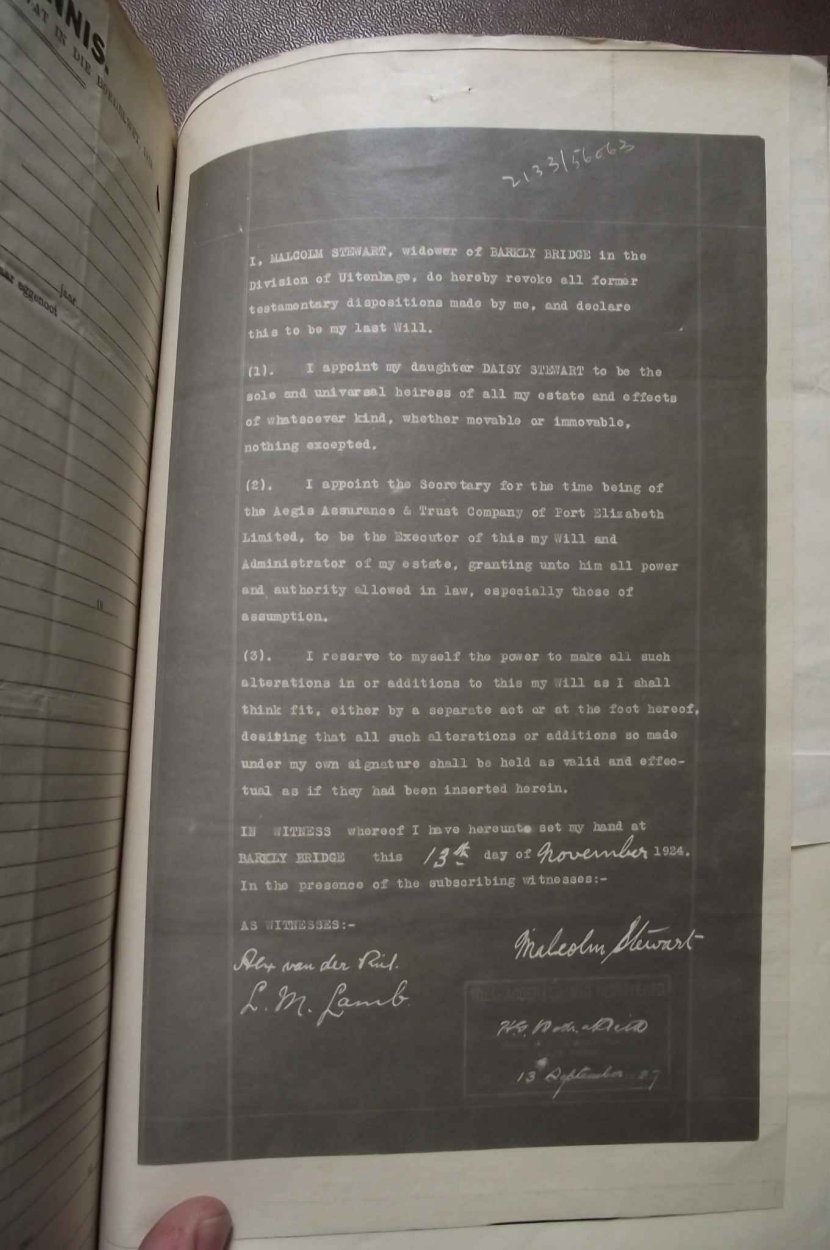 NNIS.
IN DIE
jaar
eggenoot
2133/56063
I, MALCOLM STEWART, widower of BARKLY BRIDGE in the
Division of Uitenhage, do hereby revoke all former
testamentary dispositions made by me, and declare
this to be my last Will.
(1). I appoint my daughter DAISY STEWART to be the
sole and universal heiress of all my estate and effects
of whatsoever kind, whether movable or immovable,
nothing excepted.
(2). I appoint the Secretary for the time being of
the Aegis Assurance & Trust Company of Port Elizabeth
Limited, to be the Executor of this my Will and
Administrator of my estate, granting unto him all power
and authority allowed in law, especially those of
assumption.
(3). I reserve to myself the power to make all such
alterations in or additions to this my Will as I shall
think fit, either by a separate act or at the foot hereof,
desiting that all such alterations or additions so made
under my own signature shall be held as valid and effec-
tual as if they had been inserted herein.
IN WITNESS whereof I have hereunto set my hand at
BARKLY BRIDGE this 13th day of November 1924.
In the presence of the subscribing witnesses:-
AS WITNESSES:-
Malcolm Stewart
Alex van der Riet.
L. M. Lamb
13 September 27